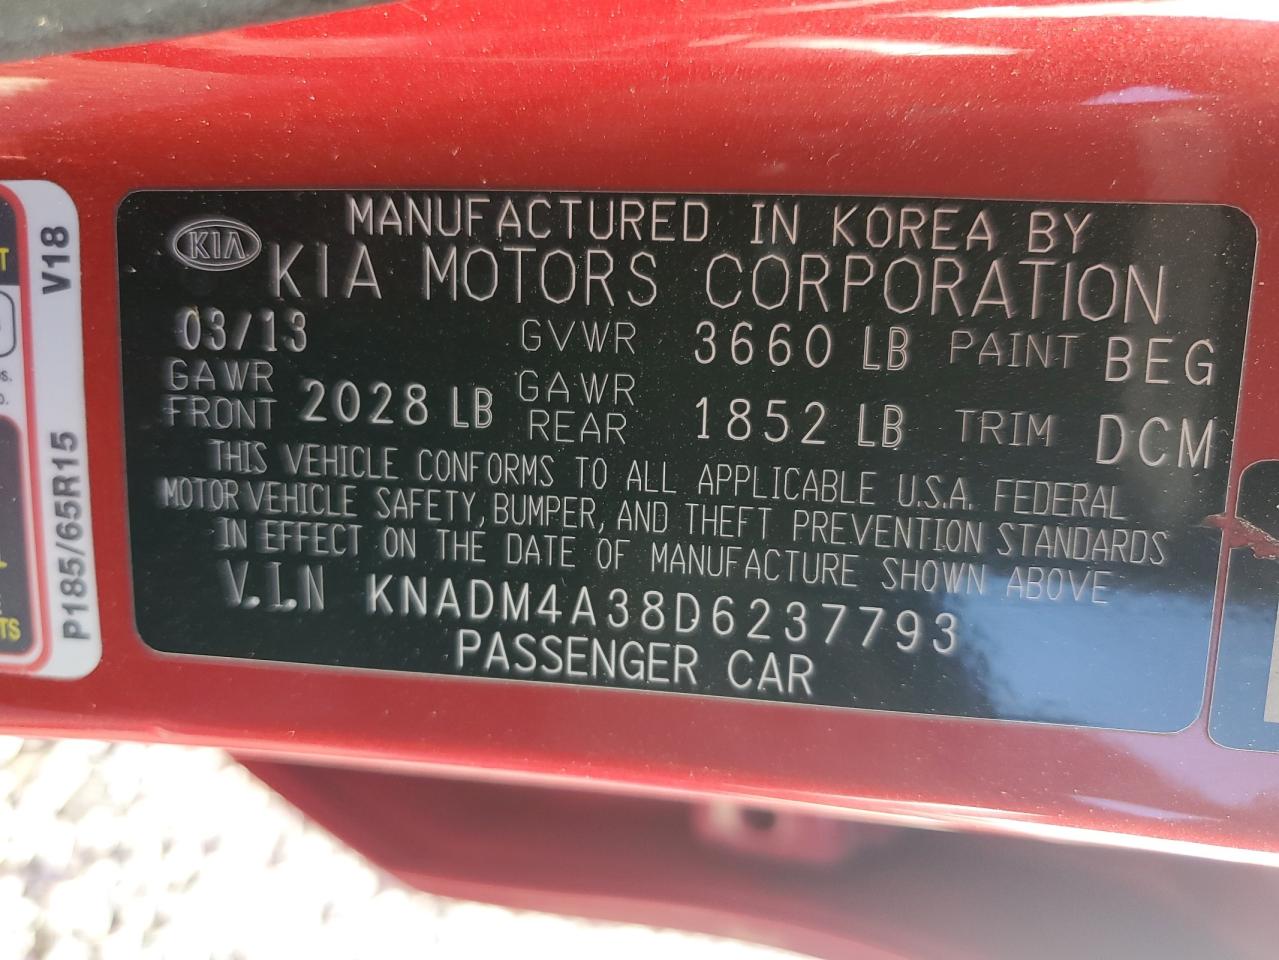 MANUFACTURED IN KOREA BY
KIA
KIA MOTORS CORPORATION
03/13 GVWR 3660 LB PAINT BEG
GAWR FRONT 2028 LB GAWR REAR 1852 LB TRIM DCM
THIS VEHICLE CONFORMS TO ALL APPLICABLE U.S.A. FEDERAL
MOTOR VEHICLE SAFETY, BUMPER, AND THEFT PREVENTION STANDARDS
IN EFFECT ON THE DATE OF MANUFACTURE SHOWN ABOVE
V.I.N KNADM4A38D6237793
PASSENGER CAR
V18
P185/65R15